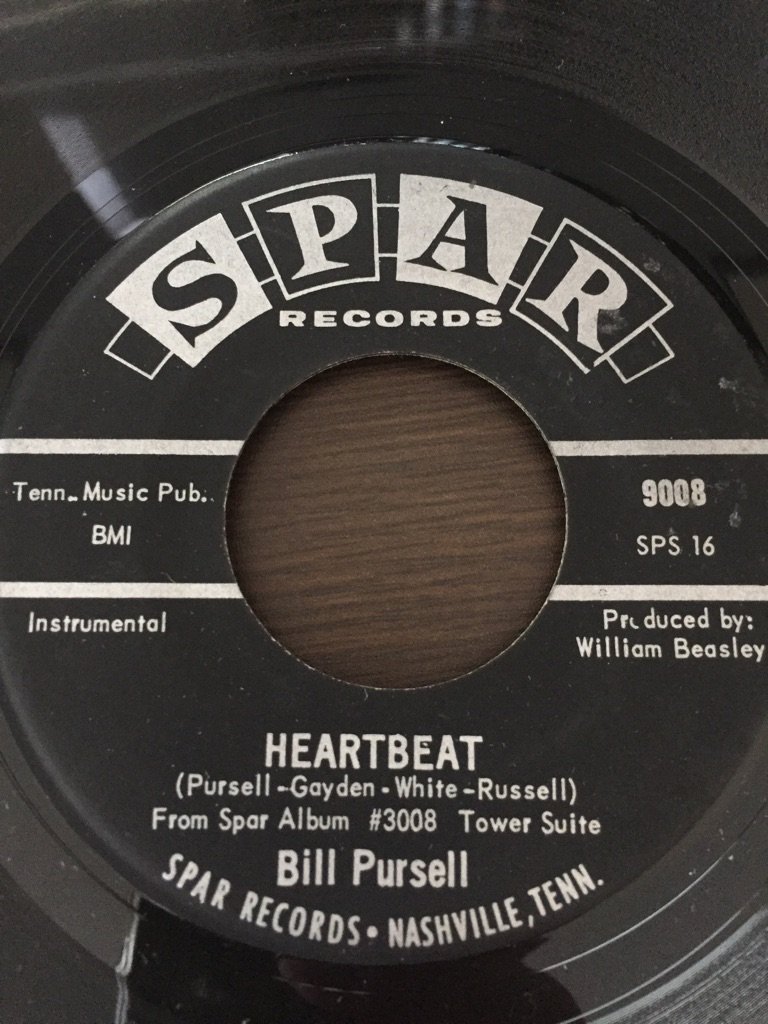 SPAR
RECORDS
Tenn. Music Pub.
BMI
9008
SPS 16
Instrumental
Produced by:
William Beasley
HEARTBEAT
(Pursell-Gayden-White-Russell)
From Spar Album #3008 Tower Suite
Bill Pursell
SPAR RECORDS • NASHVILLE, TENN.